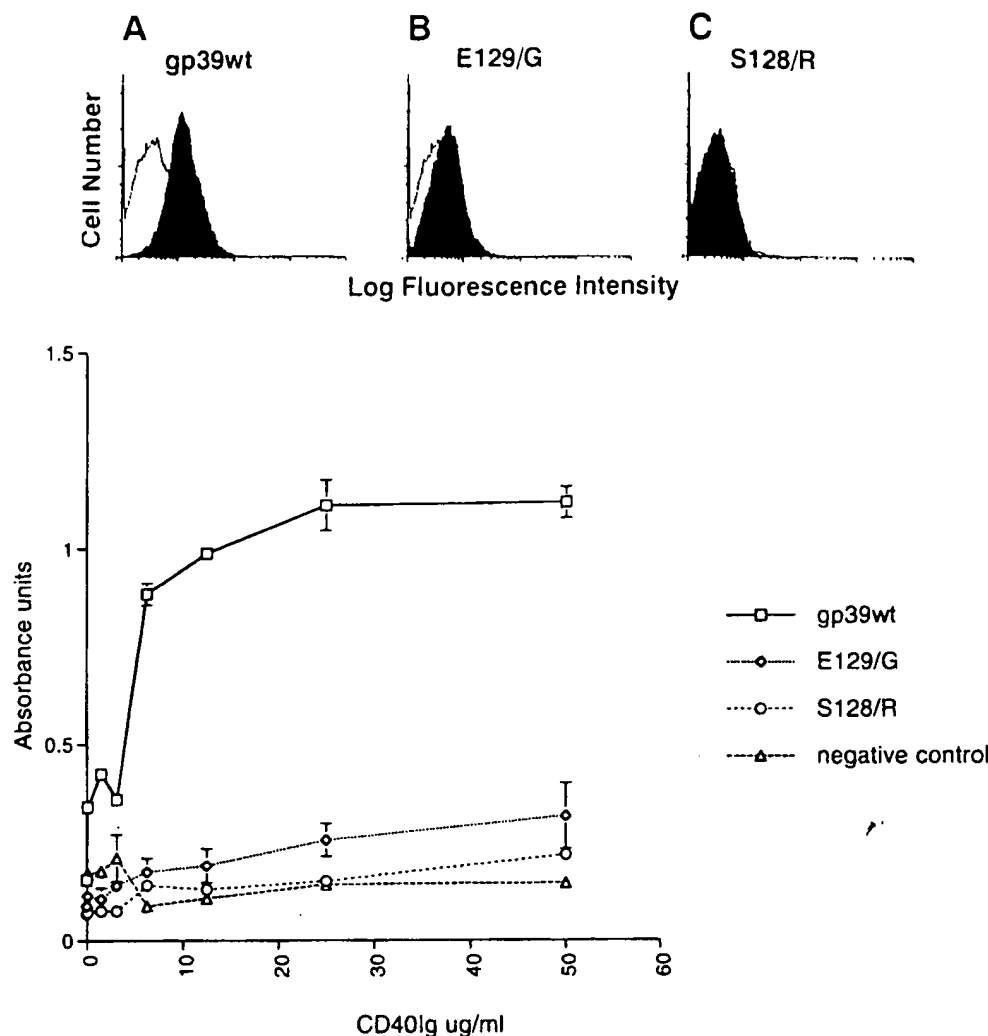 A
gp39wt
B
E129/G
C
S128/R
Cell Number
Log Fluorescence Intensity
1.5
1
0.5
0
Absorbance units
0
10
20
30
40
50
60
CD40Ig ug/ml
gp39wt
E129/G
S128/R
negative control